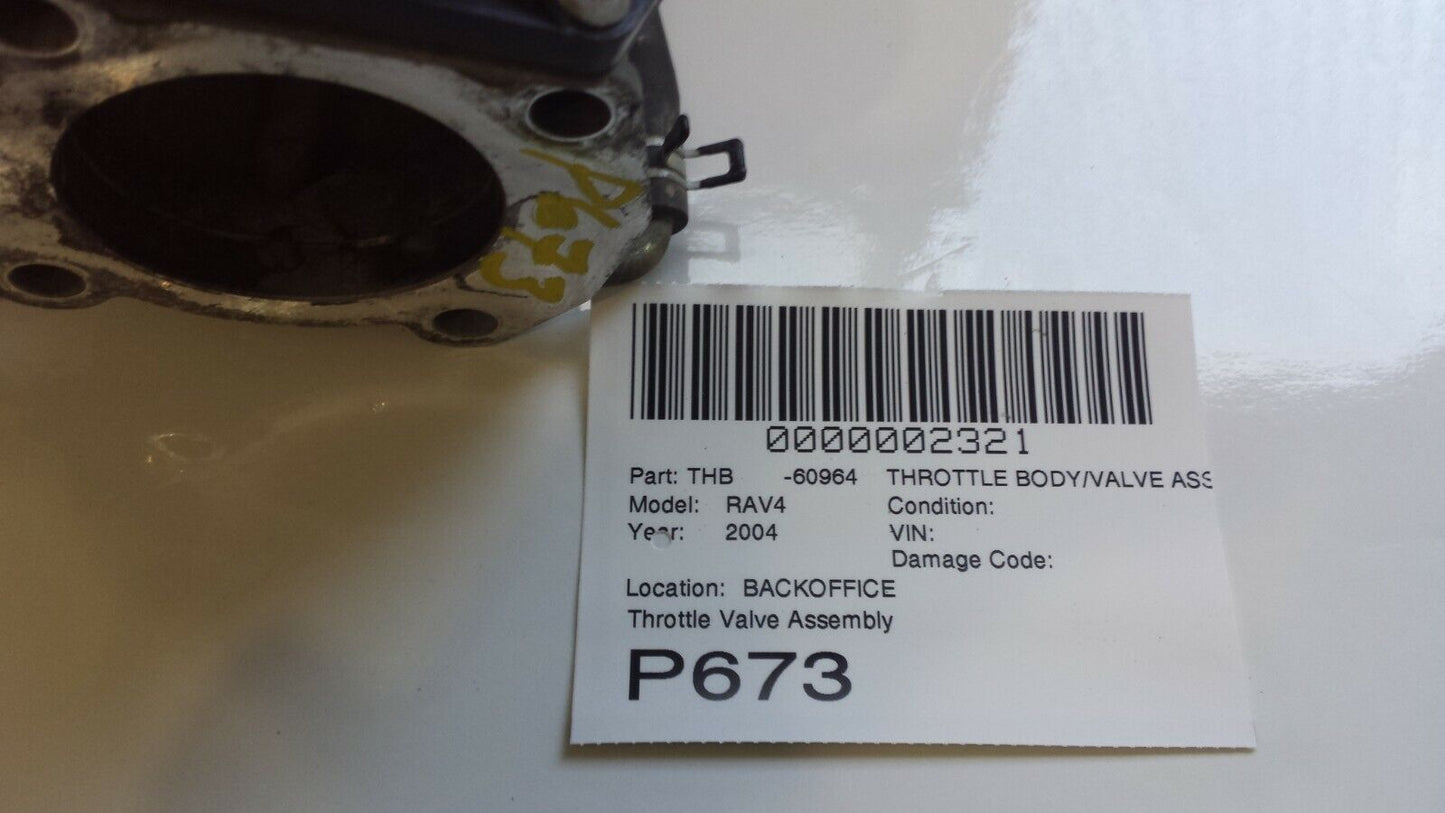 P673
0000002321
Part: THB -60964 THROTTLE BODY/VALVE ASS
Model: RAV4 Condition:
Year: 2004 VIN:
Damage Code:
Location: BACKOFFICE
Throttle Valve Assembly
P673